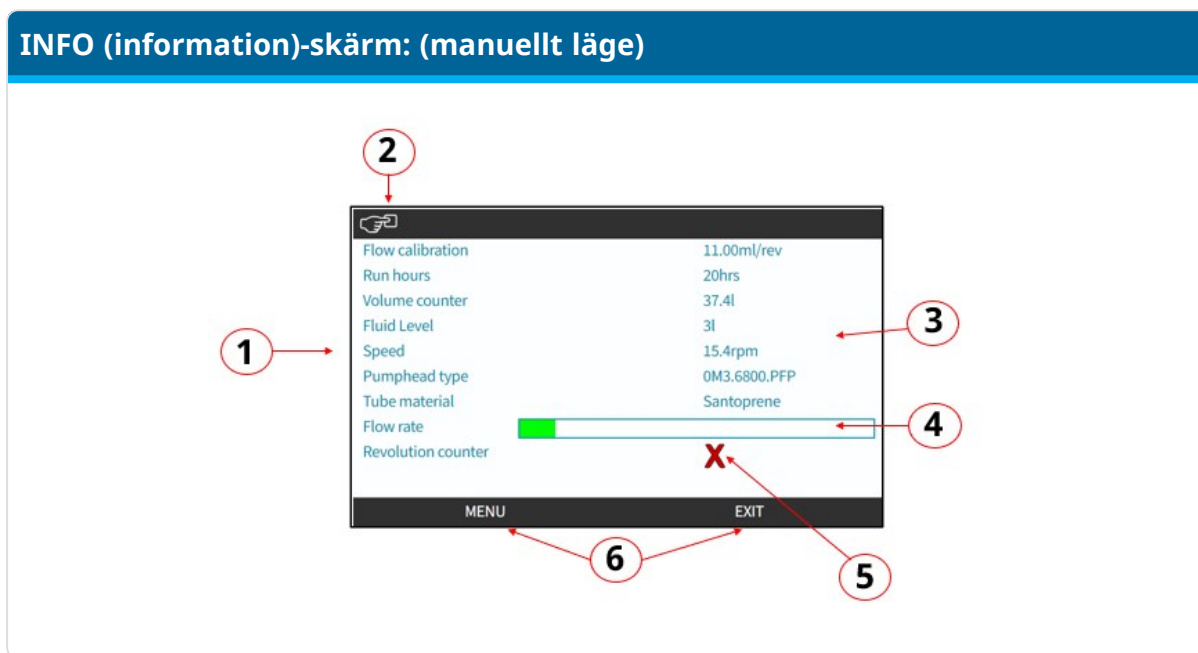 INFO (information)-skärm: (manuellt läge)
2
Flow calibration 11.00ml/rev
Run hours 20hrs
Volume counter 37.4l
Fluid Level 3l
3
1
Speed 15.4rpm
Pumphead type 0M3.6800.PFP
Tube material Santoprene
Flow rate
4
Revolution counter X
MENU EXIT
6
5